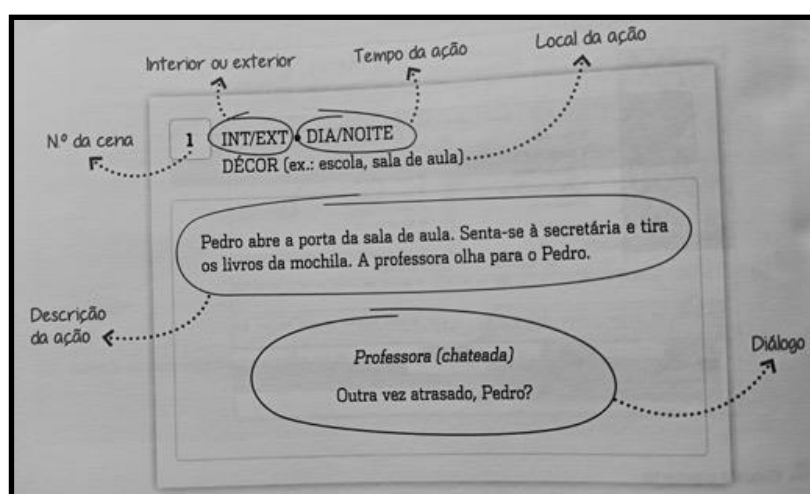 Interior ou exterior
Tempo da ação
Local da ação
N.º da cena
1 INT/EXT • DIA/NOITE
DÉCOR (ex.: escola, sala de aula)
Pedro abre a porta da sala de aula. Senta-se à secretária e tira
os livros da mochila. A professora olha para o Pedro.
Descrição
da ação
Diálogo
Professora (chateada)
Outra vez atrasado, Pedro?